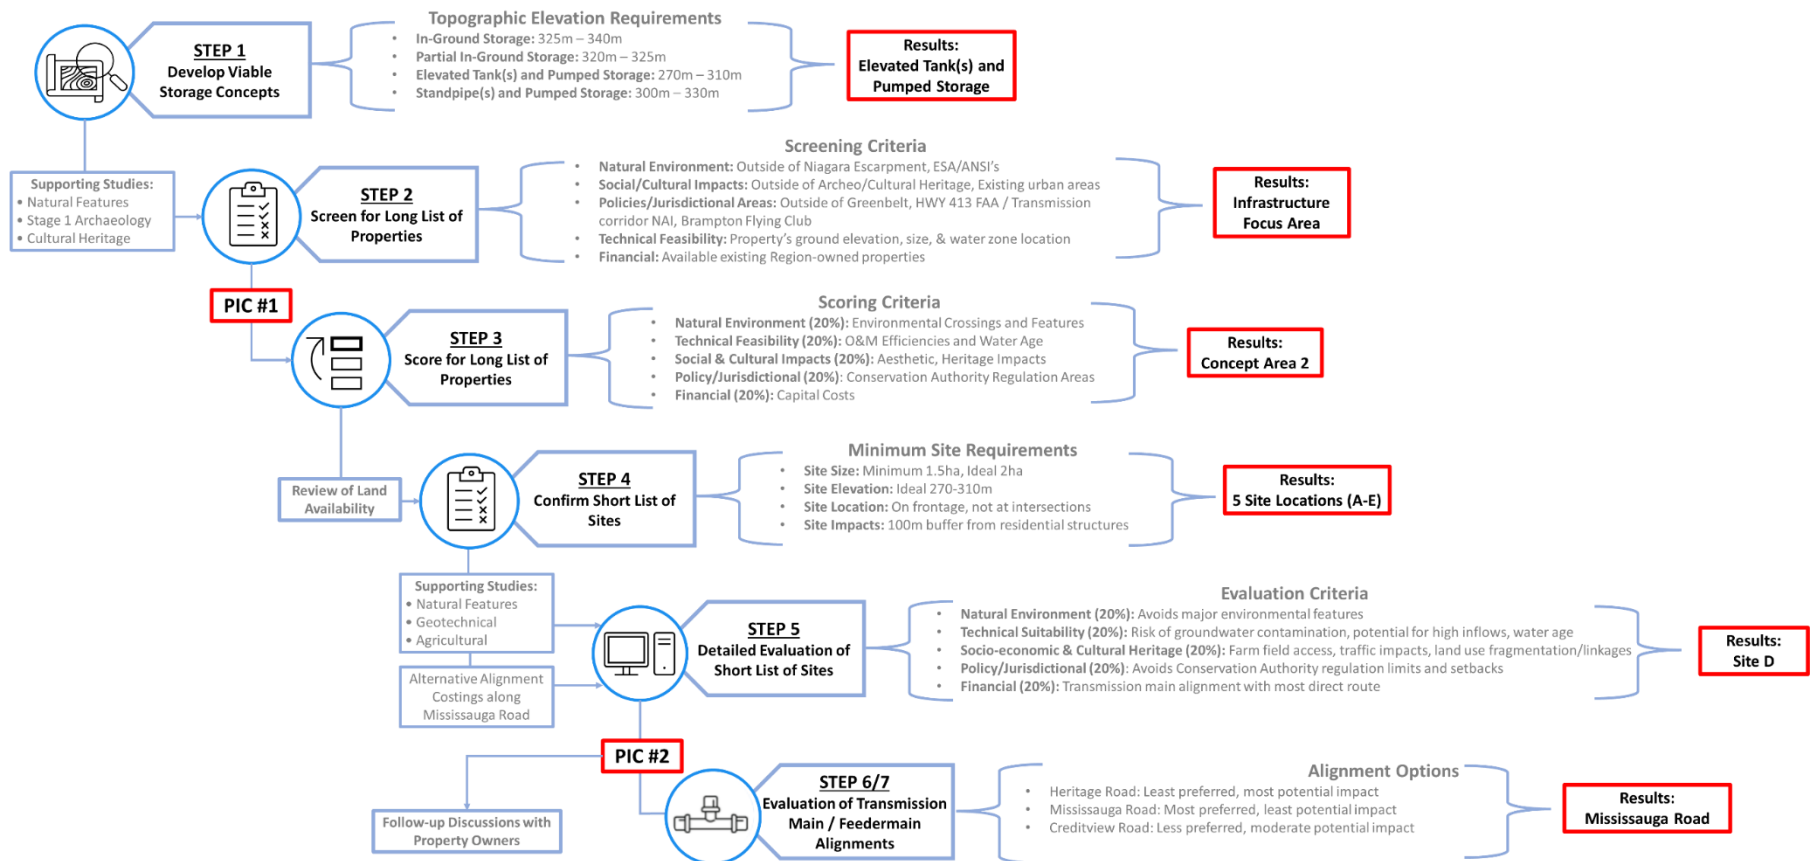 STEP 1
Develop Viable
Storage Concepts
Topographic Elevation Requirements
• In-Ground Storage: 325m – 340m
• Partial In-Ground Storage: 320m – 325m
• Elevated Tank(s) and Pumped Storage: 270m – 310m
• Standpipe(s) and Pumped Storage: 300m – 330m
Results:
Elevated Tank(s) and
Pumped Storage
Supporting Studies:
• Natural Features
• Stage 1 Archaeology
• Cultural Heritage
STEP 2
Screen for Long List of
Properties
Screening Criteria
• Natural Environment: Outside of Niagara Escarpment, ESA/ANSI's
• Social/Cultural Impacts: Outside of Archeo/Cultural Heritage, Existing urban areas
• Policies/Jurisdictional Areas: Outside of Greenbelt, HWY 413 FAA / Transmission
corridor NAI, Brampton Flying Club
• Technical Feasibility: Property's ground elevation, size, & water zone location
• Financial: Available existing Region-owned properties
Results:
Infrastructure
Focus Area
PIC #1
STEP 3
Score for Long List of
Properties
Scoring Criteria
• Natural Environment (20%): Environmental Crossings and Features
• Technical Feasibility (20%): O&M Efficiencies and Water Age
• Social & Cultural Impacts (20%): Aesthetic, Heritage Impacts
• Policy/Jurisdictional (20%): Conservation Authority Regulation Areas
• Financial (20%): Capital Costs
Results:
Concept Area 2
Review of Land
Availability
STEP 4
Confirm Short List of
Sites
Minimum Site Requirements
• Site Size: Minimum 1.5ha, Ideal 2ha
• Site Elevation: Ideal 270-310m
• Site Location: On frontage, not at intersections
• Site Impacts: 100m buffer from residential structures
Results:
5 Site Locations (A-E)
Supporting Studies:
• Natural Features
• Geotechnical
• Agricultural
Alternative Alignment
Costings along
Mississauga Road
STEP 5
Detailed Evaluation of
Short List of Sites
Evaluation Criteria
• Natural Environment (20%): Avoids major environmental features
• Technical Suitability (20%): Risk of groundwater contamination, potential for high inflows, water age
• Socio-economic & Cultural Heritage (20%): Farm field access, traffic impacts, land use fragmentation/linkages
• Policy/Jurisdictional (20%): Avoids Conservation Authority regulation limits and setbacks
• Financial (20%): Transmission main alignment with most direct route
Results:
Site D
PIC #2
Follow-up Discussions with
Property Owners
STEP 6/7
Evaluation of Transmission
Main / Feedermain
Alignments
Alignment Options
• Heritage Road: Least preferred, most potential impact
• Mississauga Road: Most preferred, least potential impact
• Creditview Road: Less preferred, moderate potential impact
Results:
Mississauga Road